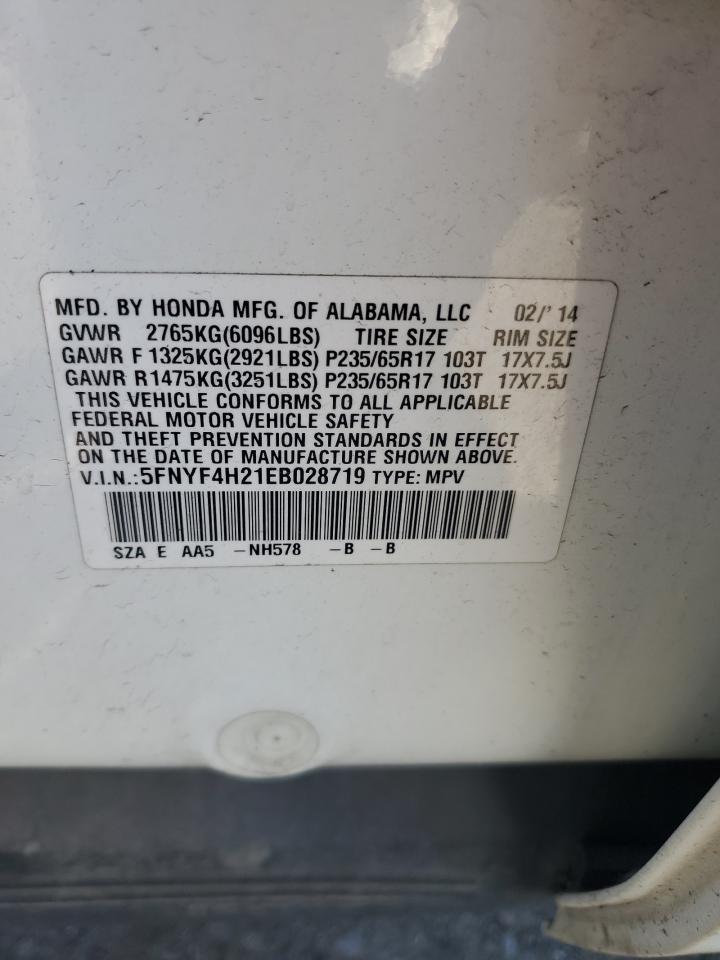 MFD. BY HONDA MFG. OF ALABAMA, LLC 02/'14
GVWR 2765KG(6096LBS) TIRE SIZE RIM SIZE
GAWR F 1325KG(2921LBS) P235/65R17 103T 17X7.5J
GAWR R1475KG(3251LBS) P235/65R17 103T 17X7.5J
THIS VEHICLE CONFORMS TO ALL APPLICABLE
FEDERAL MOTOR VEHICLE SAFETY
AND THEFT PREVENTION STANDARDS IN EFFECT
ON THE DATE OF MANUFACTURE SHOWN ABOVE.
V.I.N.:5FNYF4H21EB028719 TYPE: MPV
SZA E AA5 -NH578 -B -B